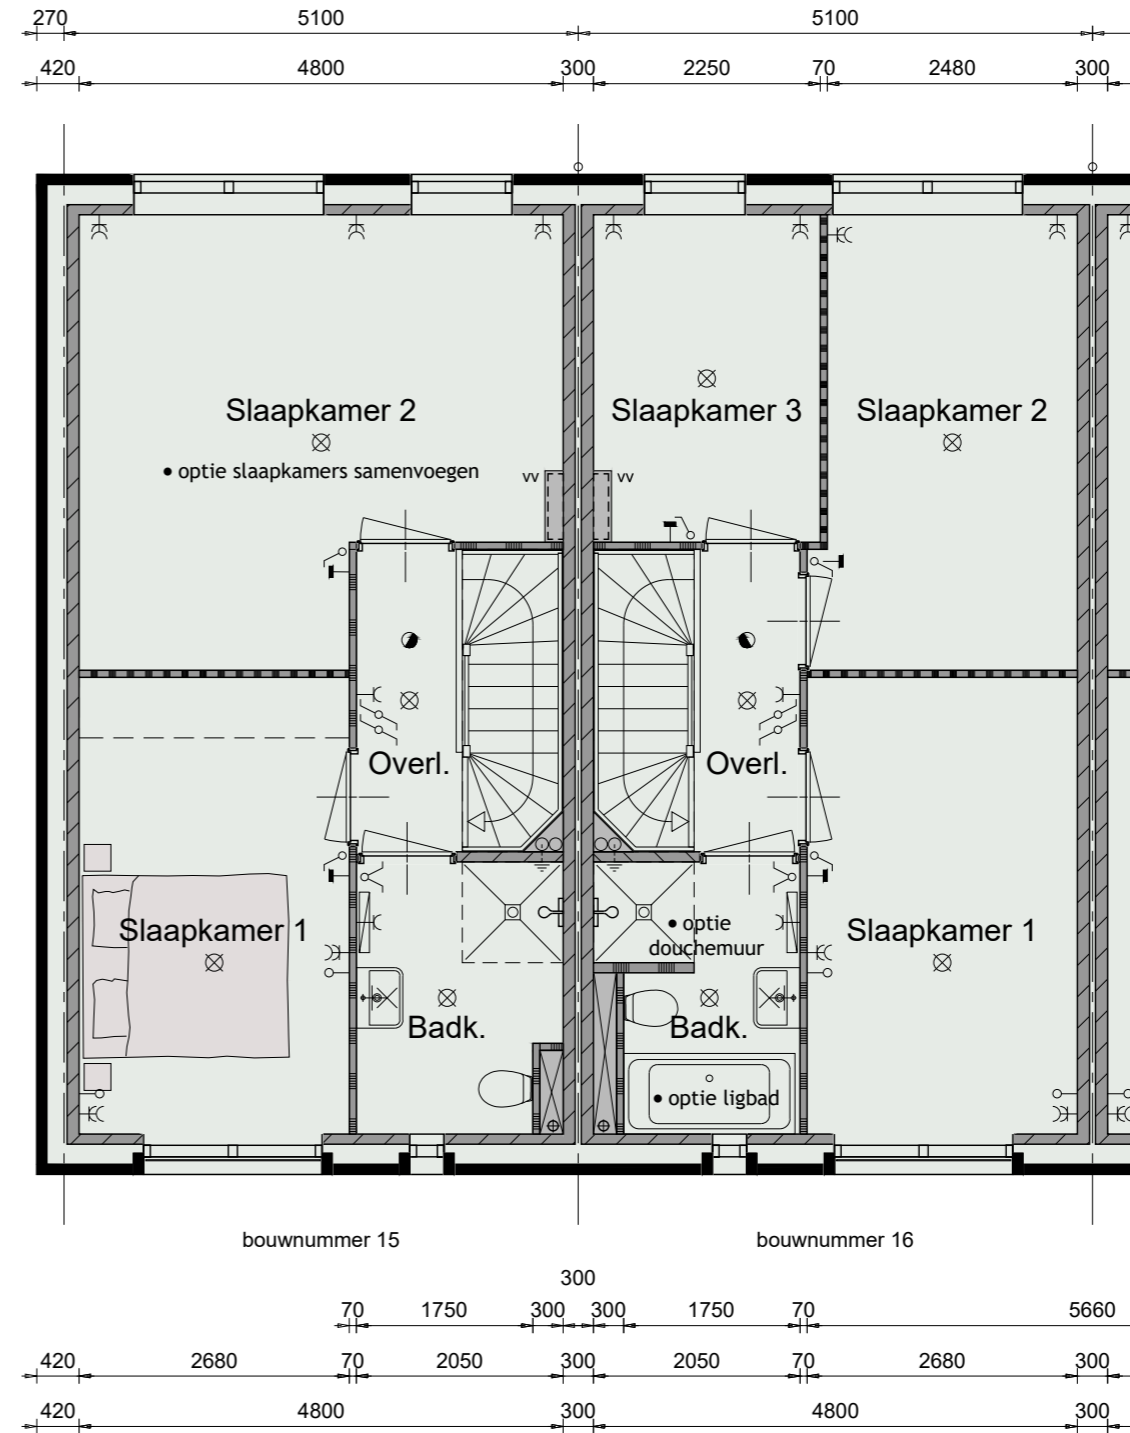 270 5100 5100
420 4800 300 2250 70 2480 300
Slaapkamer 2 Slaapkamer 3 Slaapkamer 2
• optie slaapkamers samenvoegen vv vv
Overl. Overl.
Slaapkamer 1 • optie Slaapkamer 1
douchemuur
Badk. Badk.
• optie ligbad
bouwnummer 15 bouwnummer 16
300
70 1750 300 300 1750 70 5660
420 2680 70 2050 300 2050 70 2680 300
420 4800 300 4800 300